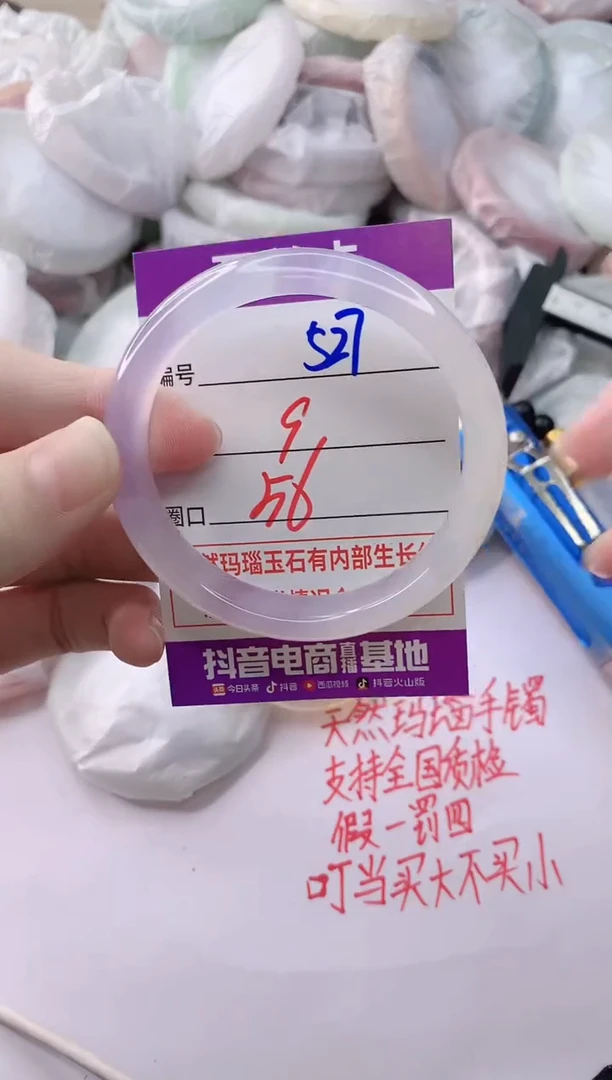 编号 527
9
圈口 56
然玛瑙玉石有内部生长
抖音电商直播基地
今日头条 抖音 西瓜视频 抖音火山版
天然玛瑙手镯
支持全国质检
假一罚四
叮当买大不买小